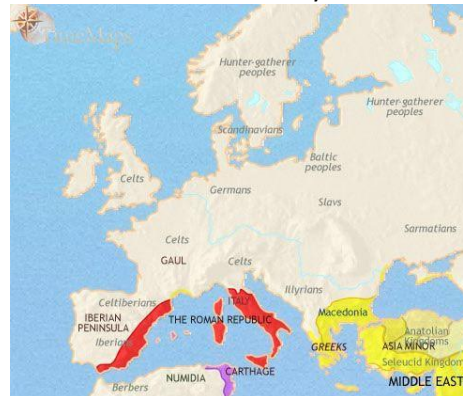 TimeMaps
Hunter-gatherer
peoples
Hunter-gatherer
peoples
Scandinavians
Baltic
peoples
Celts
Germans
Slavs
Sarmatians
Celts
GAUL
Celts
Illyrians
Celtiberians
ITALY
IBERIAN
PENINSULA
THE ROMAN REPUBLIC
Macedonia
Iberians
GREEKS
Anatolian
Kingdoms
ASIA MINOR
Seleucid Kingdom
CARTHAGE
NUMIDIA
MIDDLE EAST
Berbers